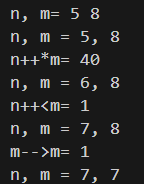 n, m= 5 8
n, m = 5, 8
n++*m= 40
n, m = 6, 8
n++<m= 1
n, m = 7, 8
m-->m= 1
n, m = 7, 7